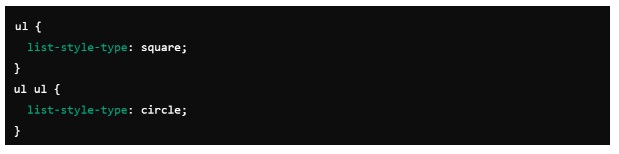 ul {
  list-style-type: square;
}
ul ul {
  list-style-type: circle;
}